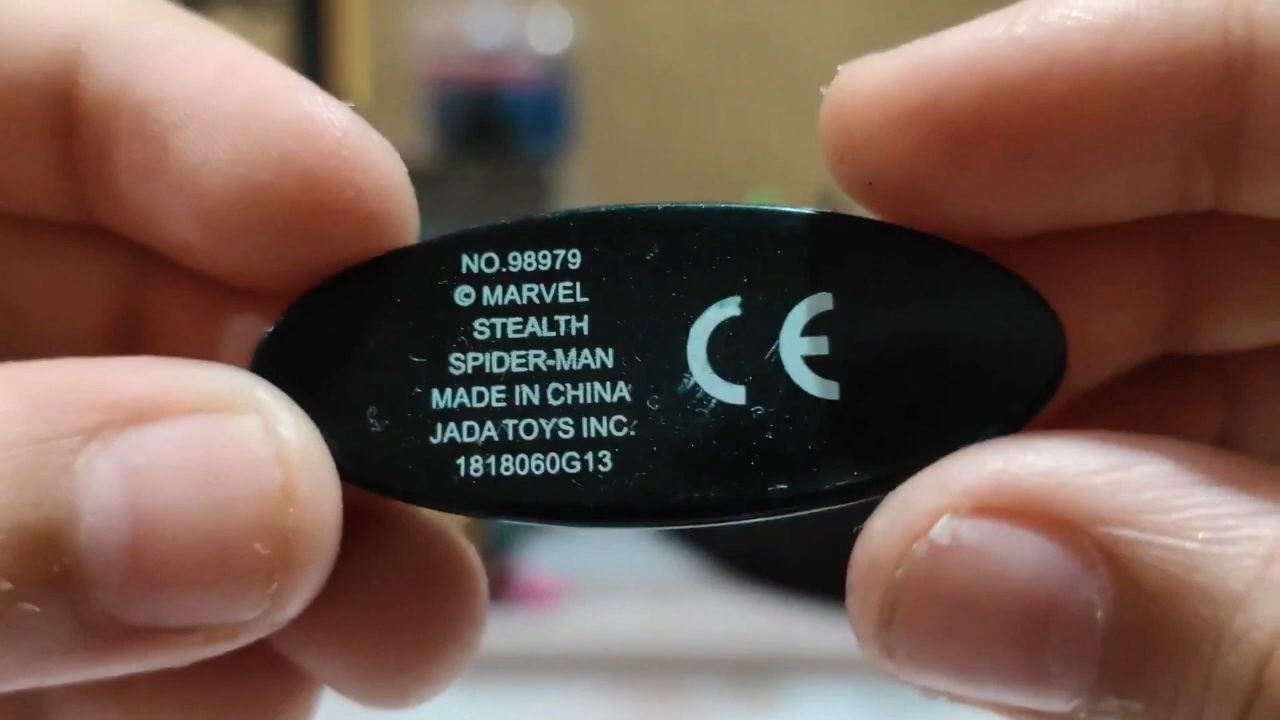 NO.98979
© MARVEL
STEALTH
SPIDER-MAN
MADE IN CHINA
JADA TOYS INC.
1818060G13
CE